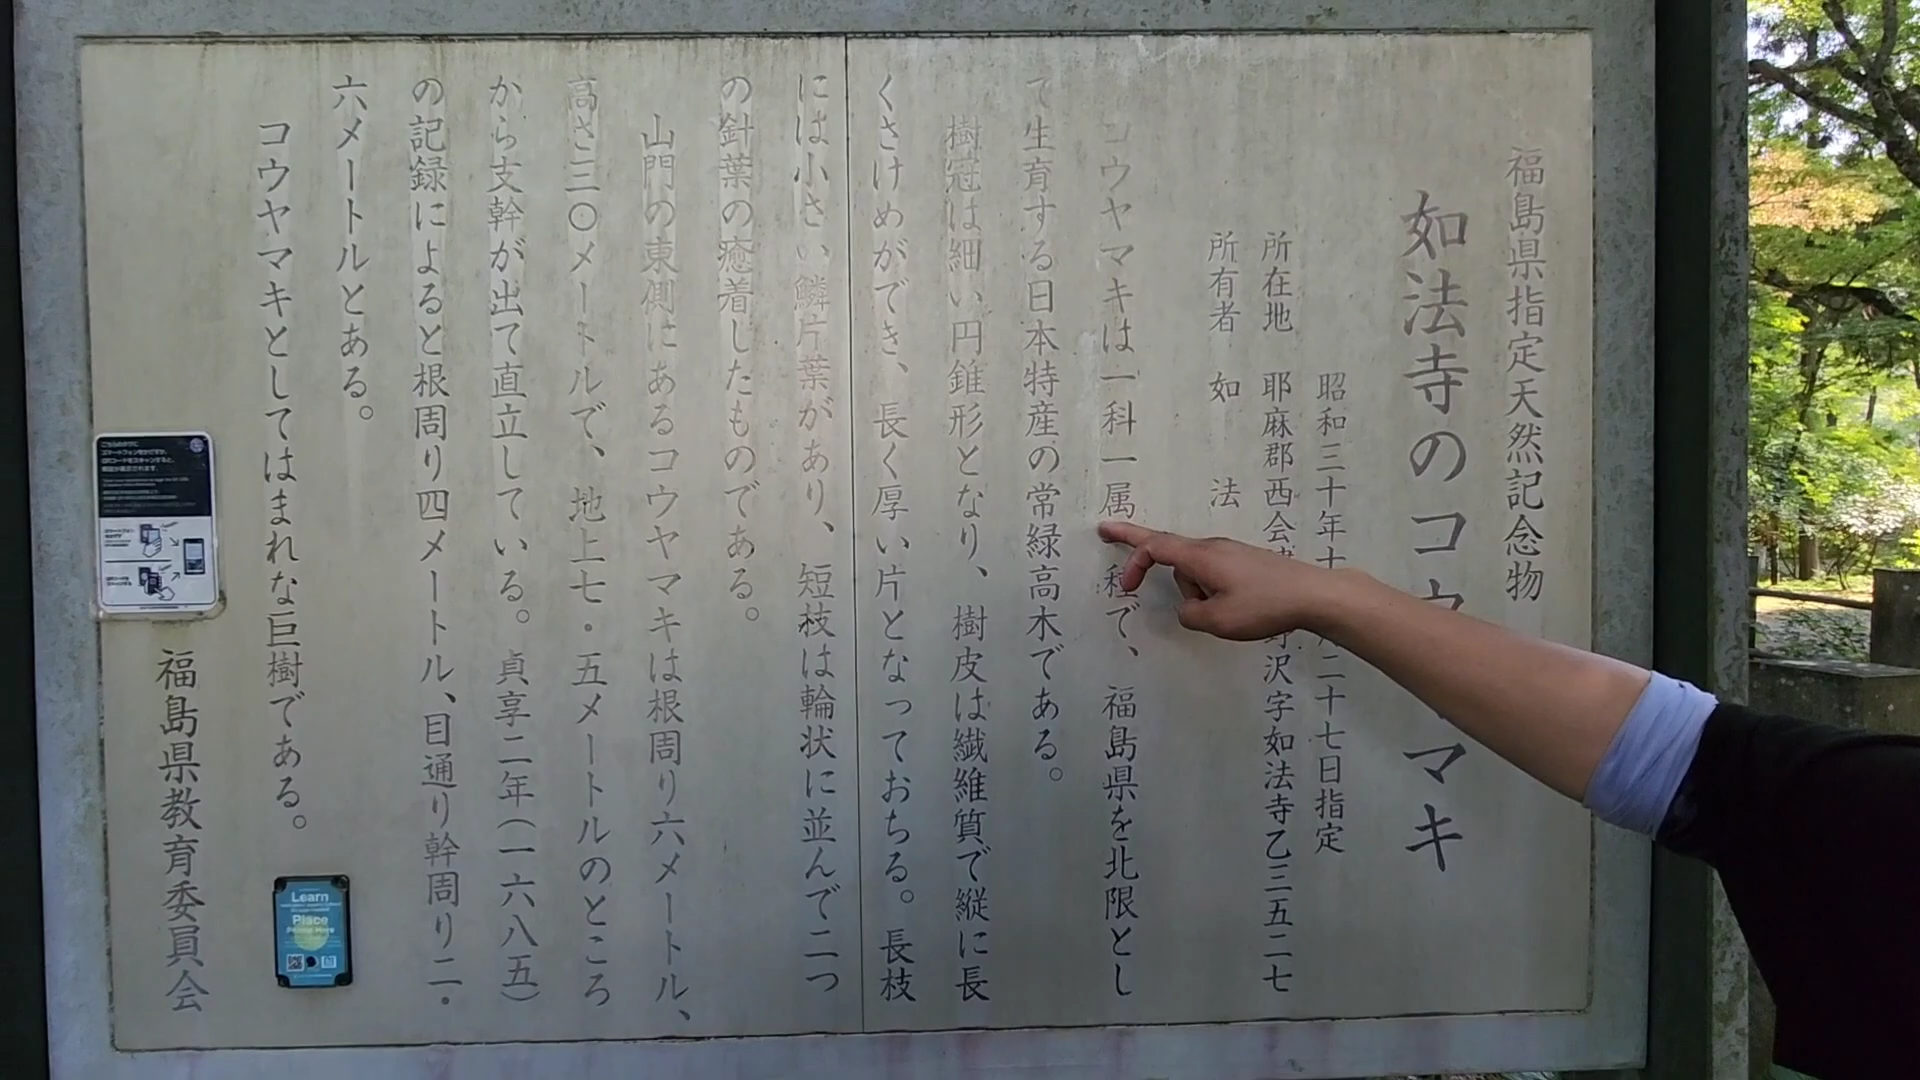 福島県指定天然記念物
如法寺のコウヤマキ
昭和三十年十二月二十七日指定
所在地　耶麻郡西会津町野沢字如法寺乙三五二七
所有者　如　法　寺
コウヤマキは一科一属一種で、福島県を北限とし
て生育する日本特産の常緑高木である。
樹冠は細い円錐形となり、樹皮は繊維質で縦に長
くさけめができ、長く厚い片となっておちる。長枝
には小さい鱗片葉があり、短枝は輪状に並んで二つ
の針葉の癒着したものである。
山門の東側にあるコウヤマキは根周り六メートル、
高さ三〇メートルで、地上七・五メートルのところ
から支幹が出て直立している。貞享二年(一六八五)
の記録によると根周り四メートル、目通り幹周り二・
六メートルとある。
コウヤマキとしてはまれな巨樹である。
福島県教育委員会
Learn
Place